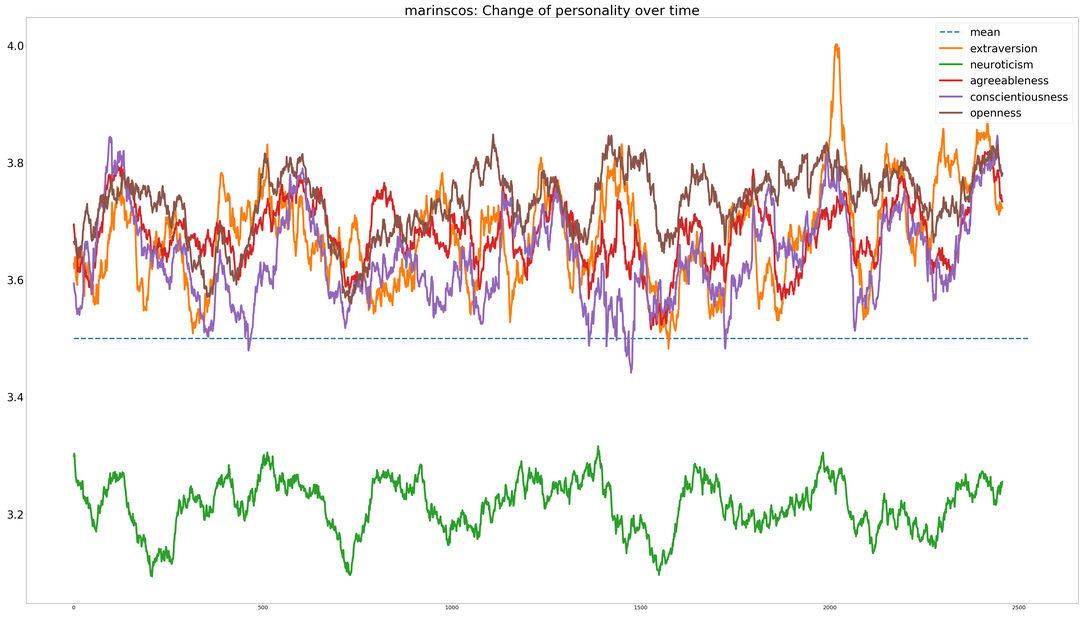 marinscos: Change of personality over time
mean
extraversion
neuroticism
agreeableness
conscientiousness
openness
4.0
3.8
3.6
3.4
3.2
0 500 1000 1500 2000 2500